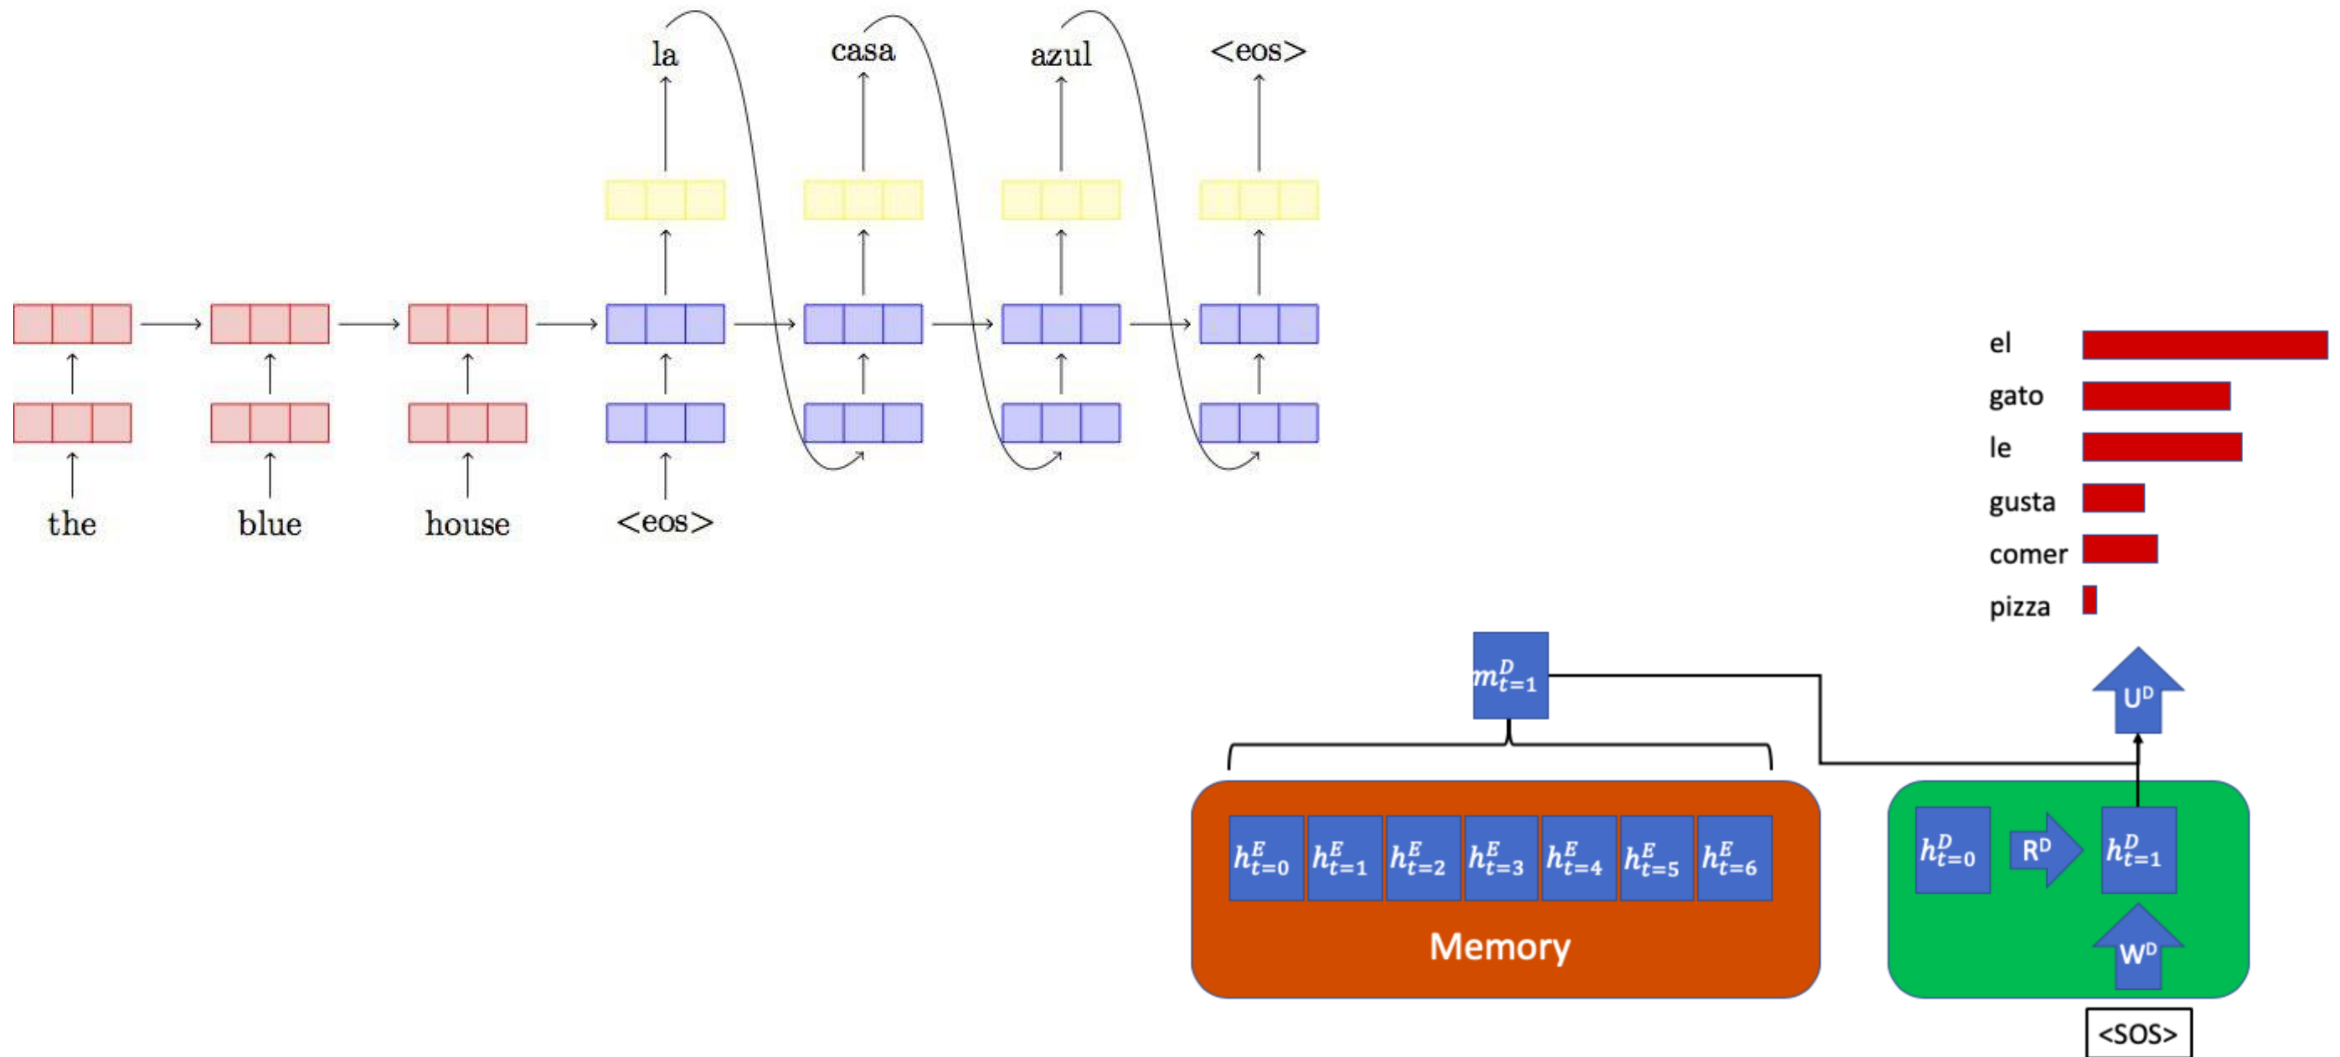 la casa azul <eos>
the blue house <eos>
el
gato
le
gusta
comer
pizza
m^D_{t=1}
U^D
h^E_{t=0} h^E_{t=1} h^E_{t=2} h^E_{t=3} h^E_{t=4} h^E_{t=5} h^E_{t=6}
Memory
h^D_{t=0} R^D h^D_{t=1}
W^D
<SOS>